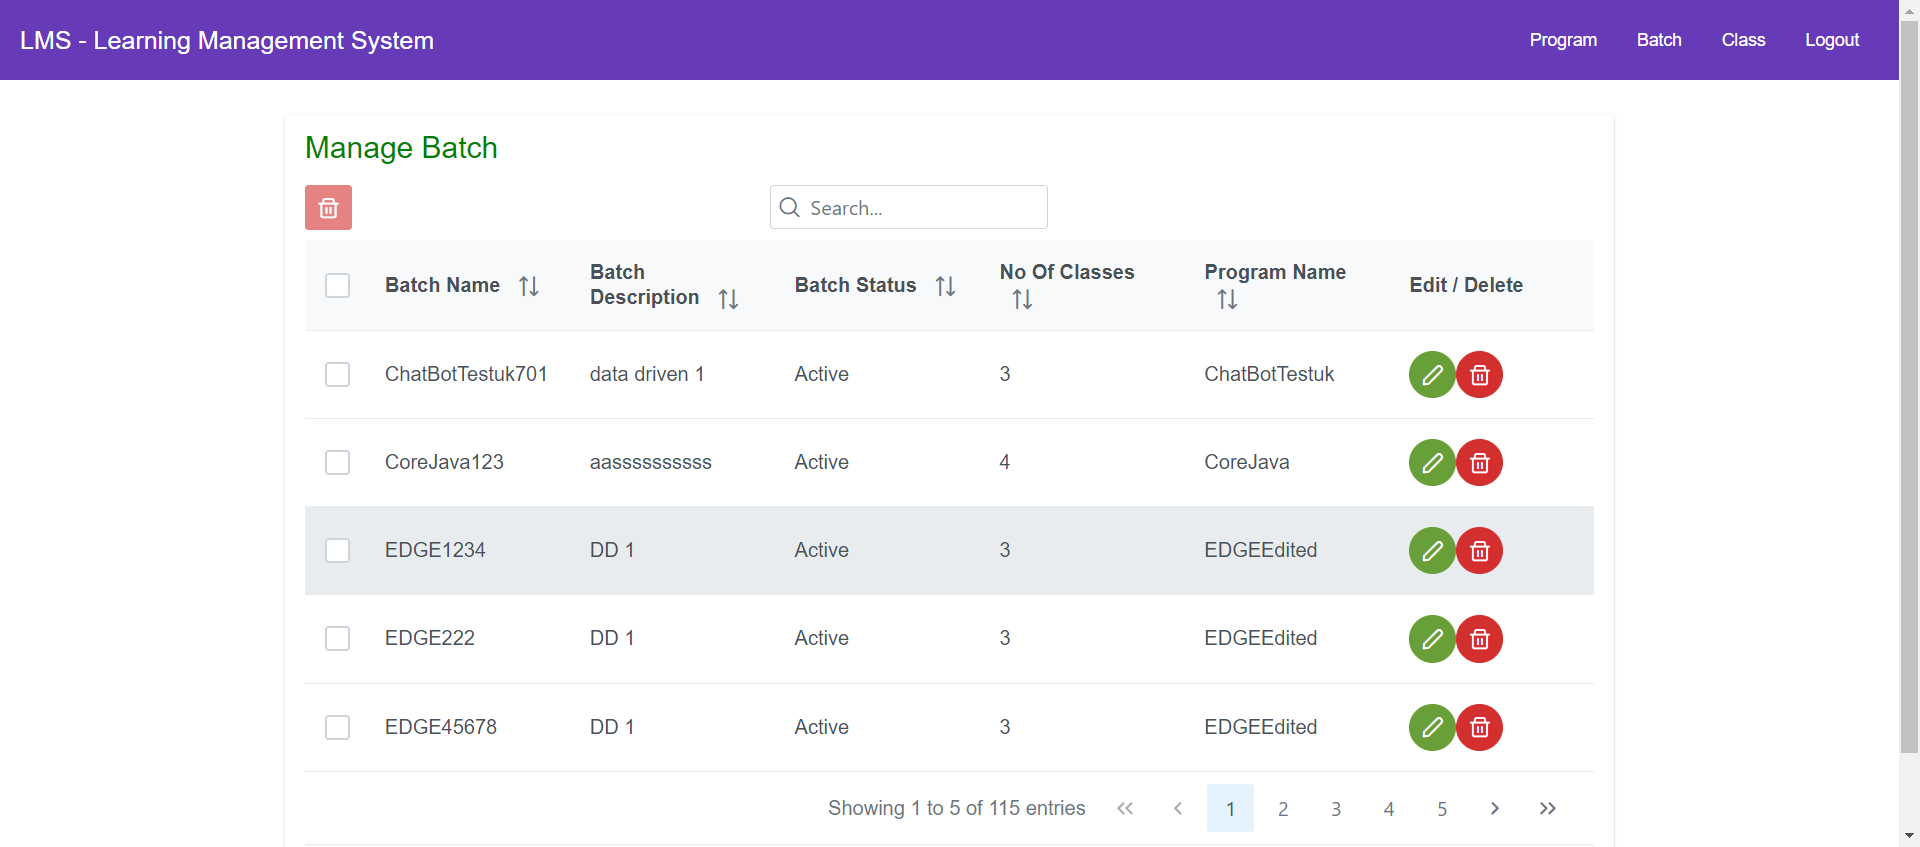 LMS - Learning Management System
Program Batch Class Logout
Manage Batch
Search...
Batch Name Batch Description Batch Status No Of Classes Program Name Edit / Delete
ChatBotTestuk701 data driven 1 Active 3 ChatBotTestuk
CoreJava123 aasssssssss Active 4 CoreJava
EDGE1234 DD 1 Active 3 EDGEEdited
EDGE222 DD 1 Active 3 EDGEEdited
EDGE45678 DD 1 Active 3 EDGEEdited
Showing 1 to 5 of 115 entries << < 1 2 3 4 5 > >>